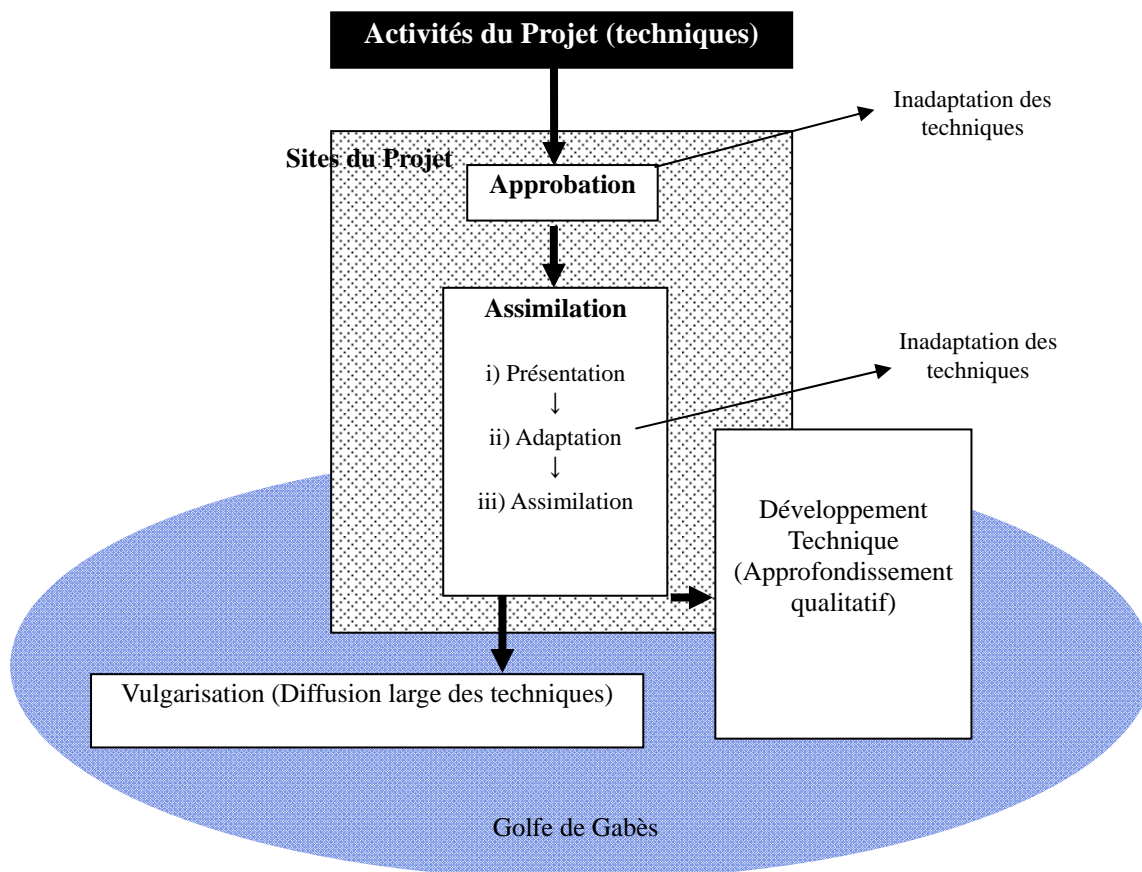 Activités du Projet (techniques)
Inadaptation des
techniques
Sites du Projet
Approbation
Assimilation
i) Présentation
↓
ii) Adaptation
↓
iii) Assimilation
Inadaptation des
techniques
Développement
Technique
(Approfondissement
qualitatif)
Vulgarisation (Diffusion large des techniques)
Golfe de Gabès